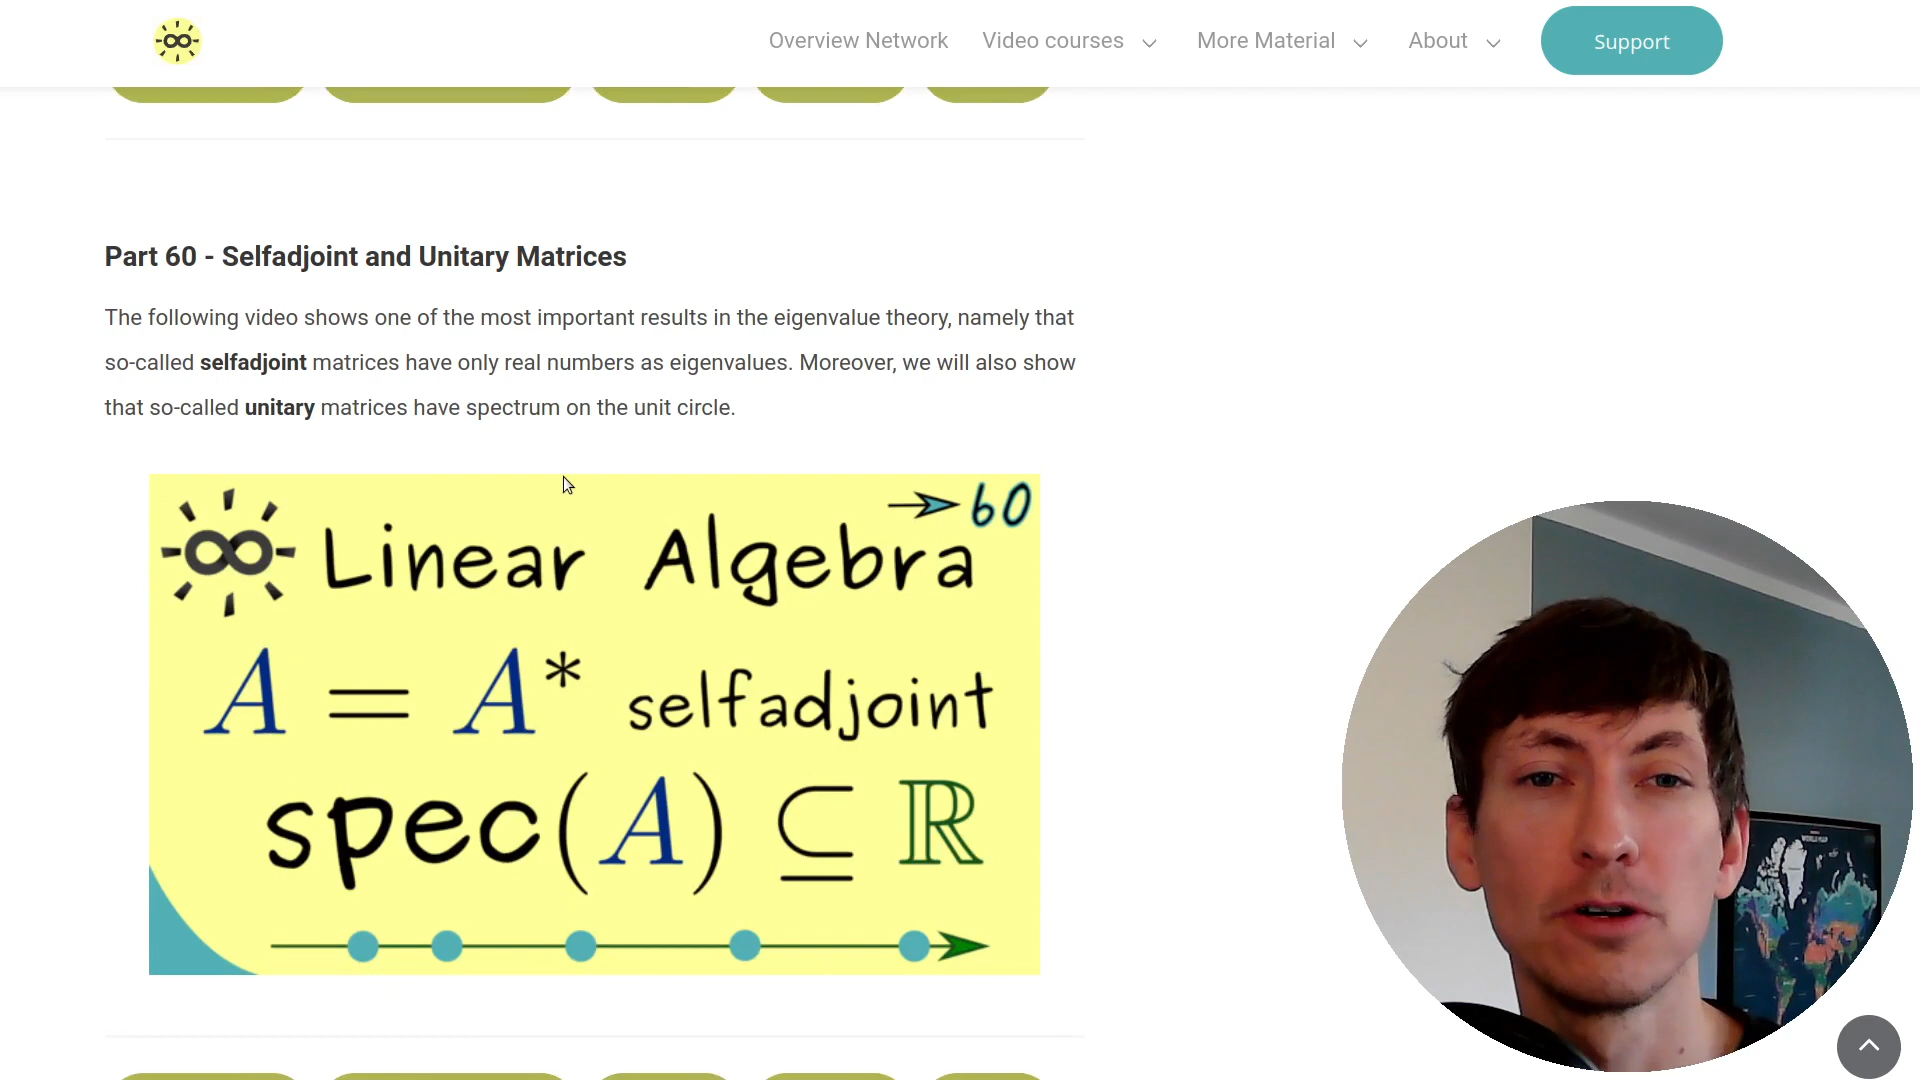 Overview Network Video courses More Material About Support
Part 60 - Selfadjoint and Unitary Matrices
The following video shows one of the most important results in the eigenvalue theory, namely that
so-called selfadjoint matrices have only real numbers as eigenvalues. Moreover, we will also show
that so-called unitary matrices have spectrum on the unit circle.
60
Linear Algebra
A = A* selfadjoint
spec(A) ⊆ ℝ
WORLD MAP